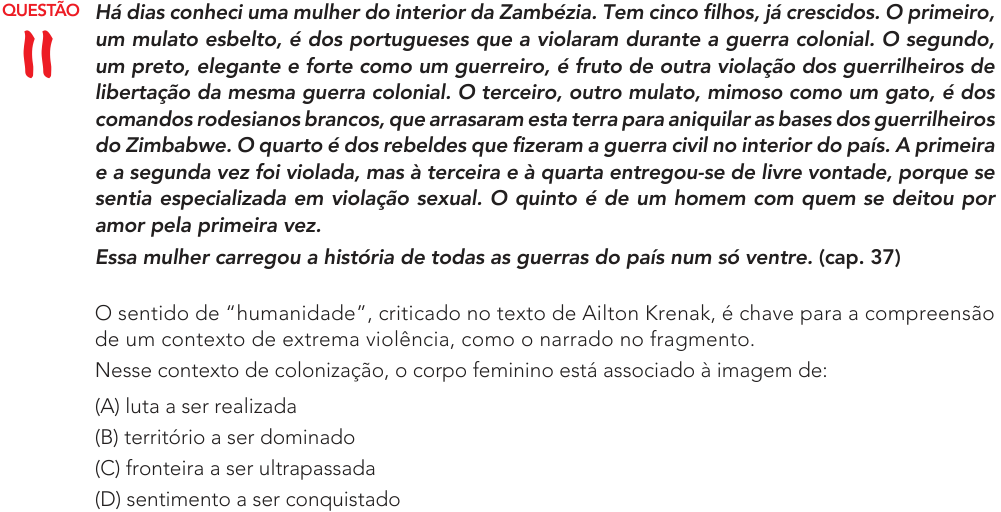 QUESTÃO
11
Há dias conheci uma mulher do interior da Zambézia. Tem cinco filhos, já crescidos. O primeiro,
um mulato esbelto, é dos portugueses que a violaram durante a guerra colonial. O segundo,
um preto, elegante e forte como um guerreiro, é fruto de outra violação dos guerrilheiros de
libertação da mesma guerra colonial. O terceiro, outro mulato, mimoso como um gato, é dos
comandos rodesianos brancos, que arrasaram esta terra para aniquilar as bases dos guerrilheiros
do Zimbabwe. O quarto é dos rebeldes que fizeram a guerra civil no interior do país. A primeira
e a segunda vez foi violada, mas à terceira e à quarta entregou-se de livre vontade, porque se
sentia especializada em violação sexual. O quinto é de um homem com quem se deitou por
amor pela primeira vez.
Essa mulher carregou a história de todas as guerras do país num só ventre. (cap. 37)
O sentido de “humanidade”, criticado no texto de Ailton Krenak, é chave para a compreensão
de um contexto de extrema violência, como o narrado no fragmento.
Nesse contexto de colonização, o corpo feminino está associado à imagem de:
(A) luta a ser realizada
(B) território a ser dominado
(C) fronteira a ser ultrapassada
(D) sentimento a ser conquistado